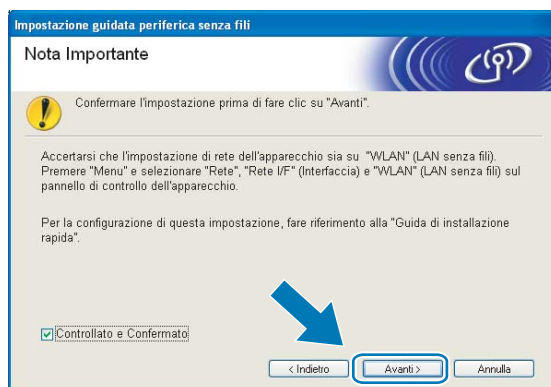 Impostazione guidata periferica senza fili
Nota Importante
Confermare l'impostazione prima di fare clic su "Avanti".
Accertarsi che l'impostazione di rete dell'apparecchio sia su "WLAN" (LAN senza fili).
Premere "Menu" e selezionare "Rete", "Rete I/F" (Interfaccia) e "WLAN" (LAN senza fili) sul
pannello di controllo dell'apparecchio.
Per la configurazione di questa impostazione, fare riferimento alla "Guida di installazione
rapida".
Controllato e Confermato
< Indietro Avanti > Annulla